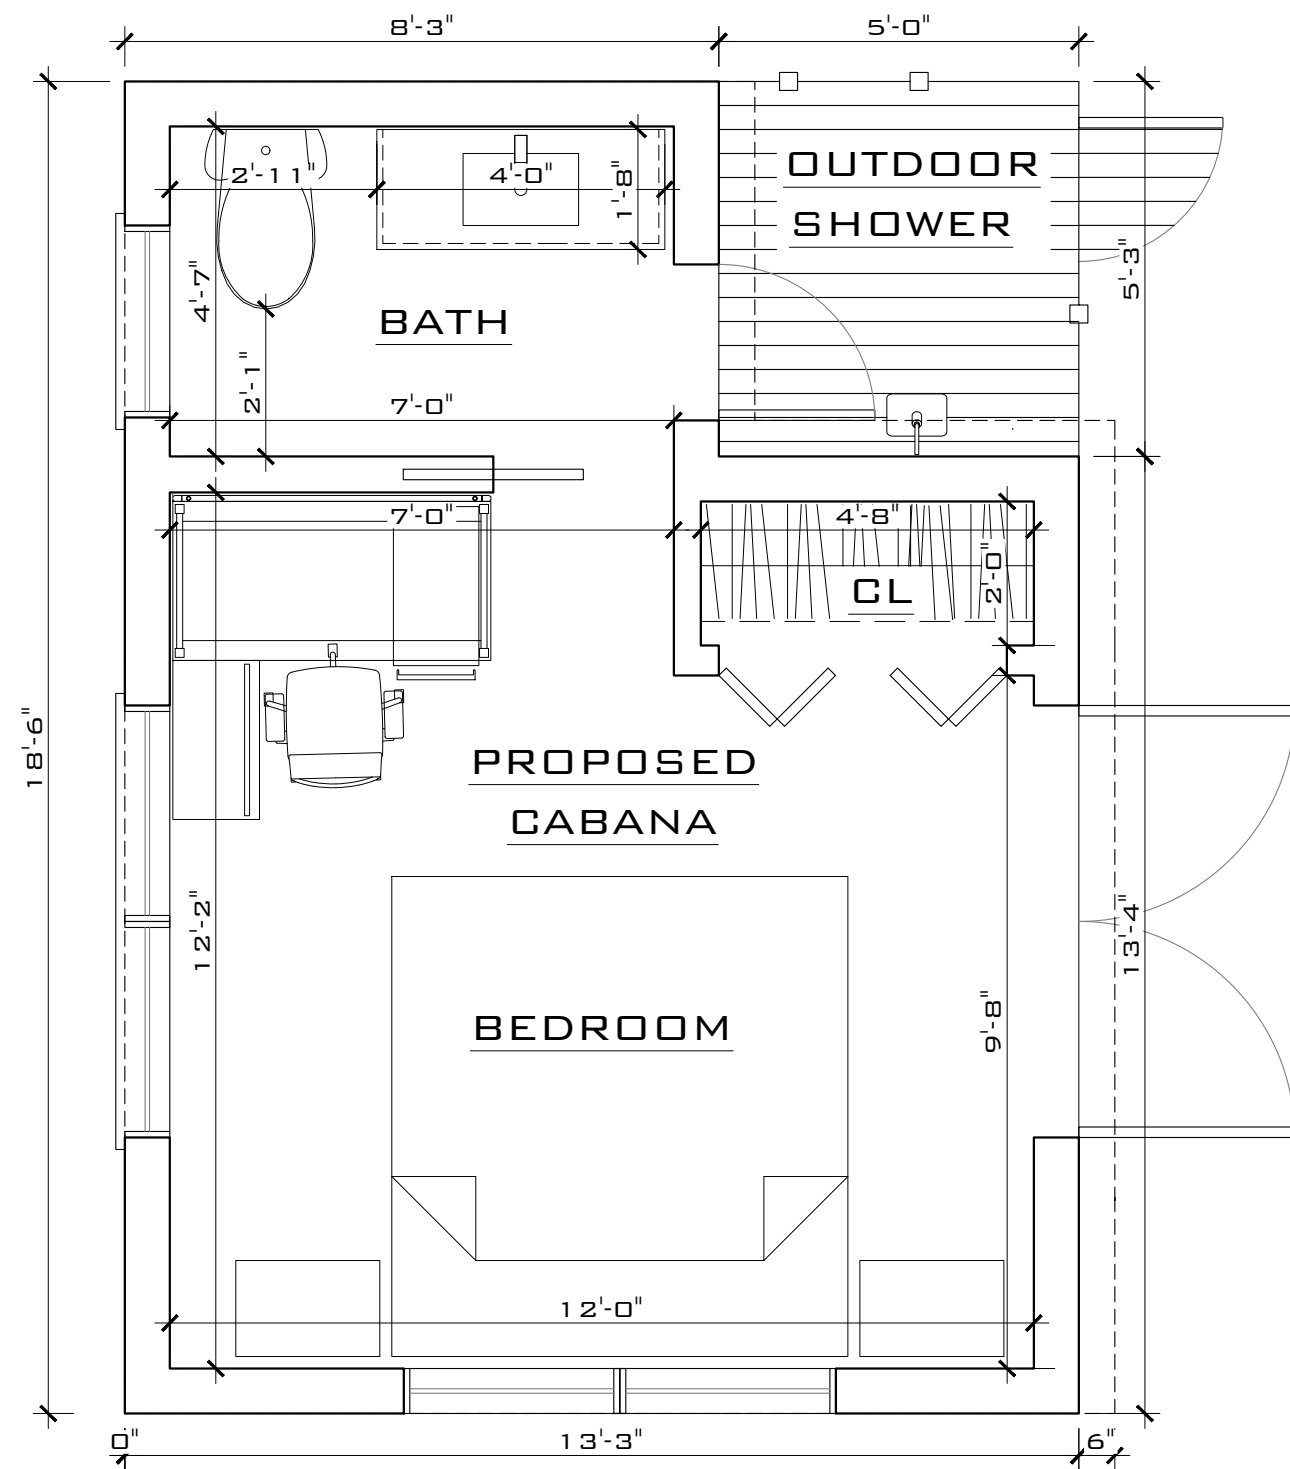 8'-3" 5'-0"
OUTDOOR
SHOWER
2'-11" 4'-0" 1'-8"
4'-7" 5'-3"
BATH
2'-1"
7'-0"
7'-0" 4'-8"
2'-0"
CL
18'-6"
PROPOSED
CABANA
12'-2" 13'-4"
BEDROOM
9'-8"
12'-0"
0" 13'-3" 6"